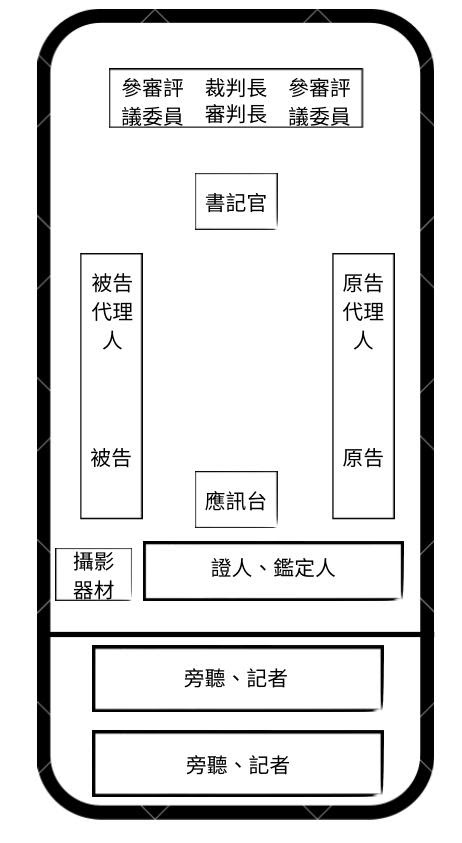 參審評
議委員
裁判長
審判長
參審評
議委員
書記官
被告
代理
人
原告
代理
人
被告
原告
應訊台
攝影
器材
證人、鑑定人
旁聽、記者
旁聽、記者